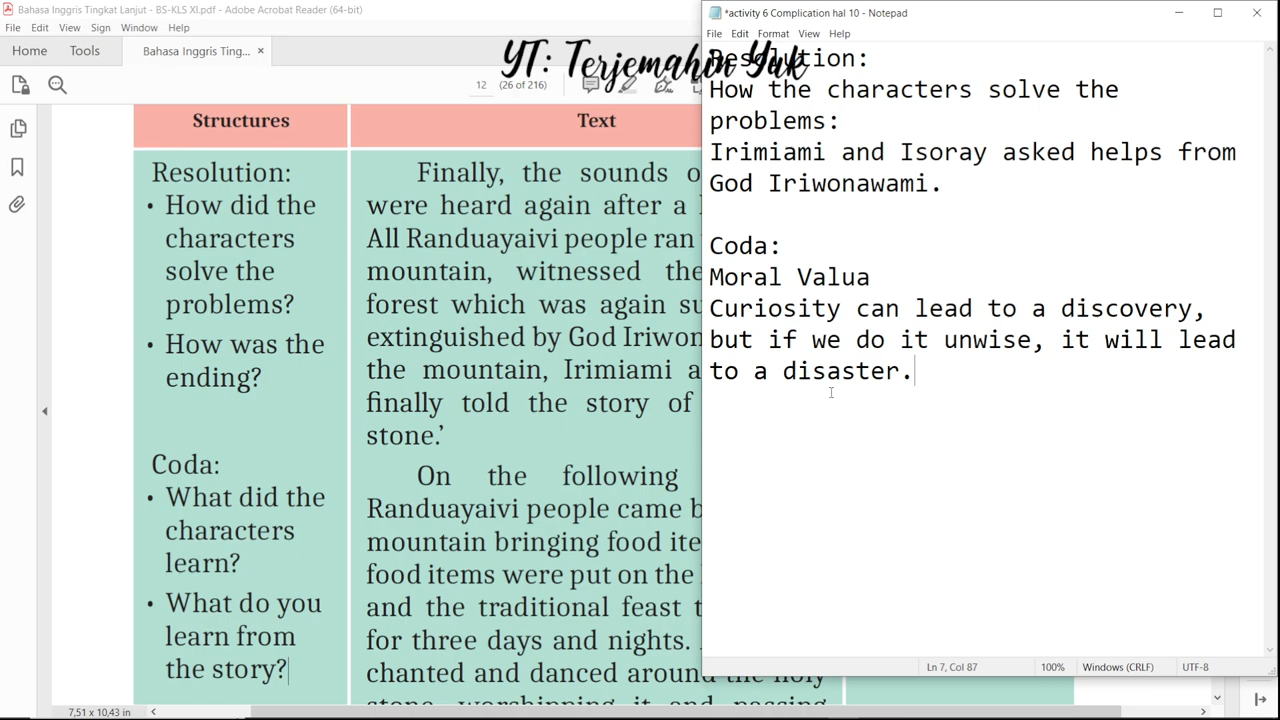 Bahasa Inggris Tingkat Lanjut - BS-KLS XI.pdf - Adobe Acrobat Reader (64-bit)
File Edit View Sign Window Help
Home Tools Bahasa Inggris Ting... ×
12 (26 of 216)
YT: Terjemahin Yuk
Structures Text
Resolution:
• How did the
characters
solve the
problems?
• How was the
ending?
Coda:
• What did the
characters
learn?
• What do you
learn from
the story?
Finally, the sounds o
were heard again after a
All Randuayaivi people ran
mountain, witnessed the
forest which was again su
extinguished by God Iriwon
the mountain, Irimiami a
finally told the story of
stone.’
On the following
Randuayaivi people came b
mountain bringing food ite
food items were put on the
and the traditional feast t
for three days and nights.
chanted and danced around the holy
stone, worshipping it and passing
7,51 x 10,43 in
*activity 6 Complication hal 10 - Notepad
File Edit Format View Help
Resolution:
How the characters solve the
problems:
Irimiami and Isoray asked helps from
God Iriwonawami.
Coda:
Moral Valua
Curiosity can lead to a discovery,
but if we do it unwise, it will lead
to a disaster.
Ln 7, Col 87 100% Windows (CRLF) UTF-8